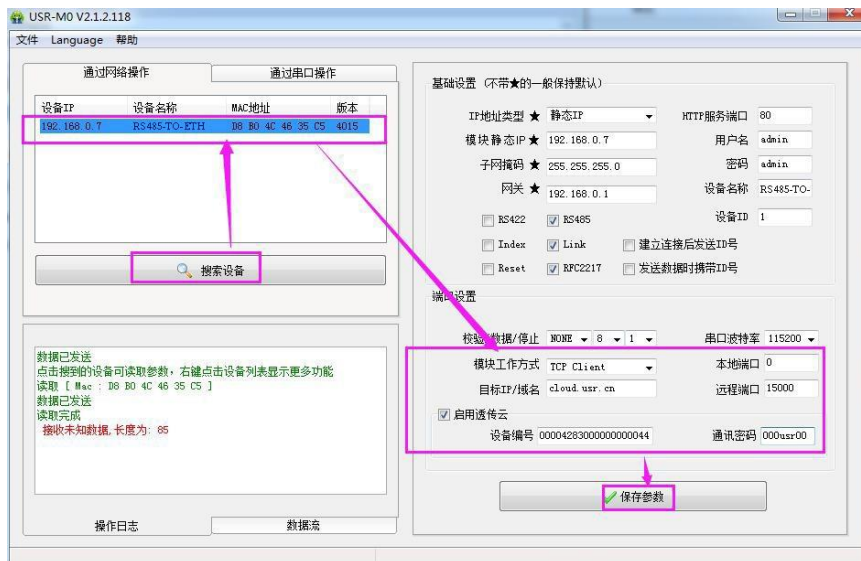 USR-M0 V2.1.2.118
文件 Language 帮助
通过网络操作 通过串口操作
设备IP 设备名称 MAC地址 版本
192.168.0.7 RS485-TO-ETH D8 B0 4C 46 35 C5 4015
搜索设备
数据已发送
点击搜到的设备可读取参数，右键点击设备列表显示更多功能
读取 [ Mac : D8 B0 4C 46 35 C5 ]
数据已发送
读取完成
接收未知数据,长度为: 85
操作日志 数据流
基础设置 (不带★的一般保持默认)
IP地址类型 ★ 静态IP HTTP服务端口 80
模块静态IP ★ 192.168.0.7 用户名 admin
子网掩码 ★ 255.255.255.0 密码 admin
网关 ★ 192.168.0.1 设备名称 RS485-TO-
RS422 RS485 设备ID 1
Index Link 建立连接后发送ID号
Reset RFC2217 发送数据时携带ID号
端口设置
校验/数据/停止 NONE 8 1 串口波特率 115200
模块工作方式 TCP Client 本地端口 0
目标IP/域名 cloud.usr.cn 远程端口 15000
启用透传云
设备编号 00004283000000000044 通讯密码 000usr00
保存参数